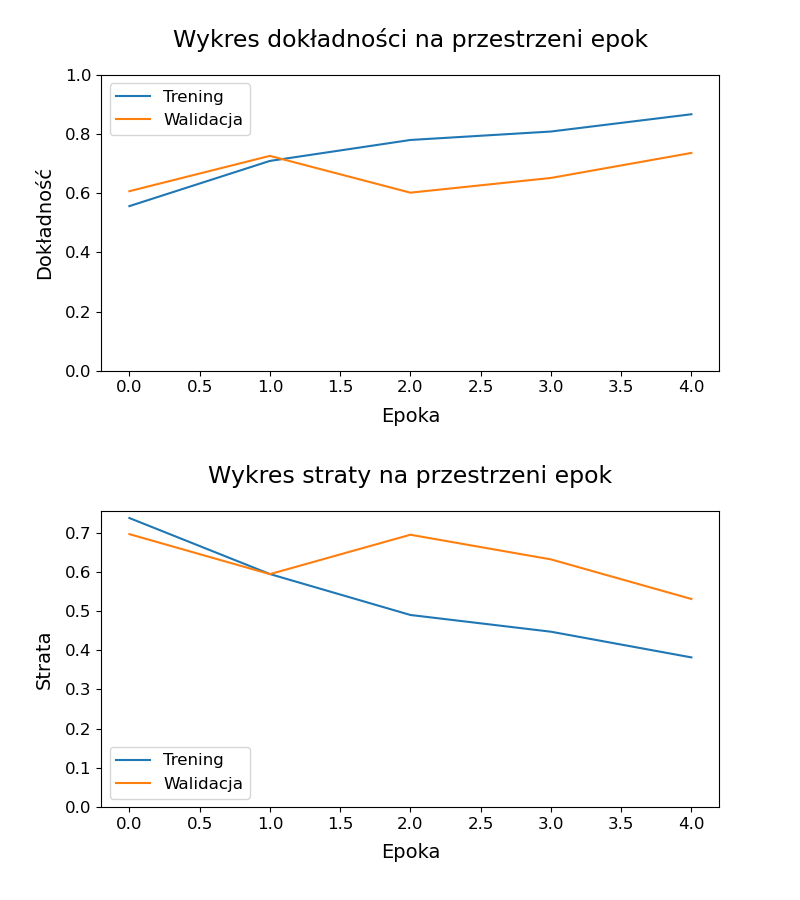 Wykres dokładności na przestrzeni epok
1.0
0.8
0.6
0.4
0.2
0.0
Dokładność
Trening
Walidacja
0.0 0.5 1.0 1.5 2.0 2.5 3.0 3.5 4.0
Epoka
Wykres straty na przestrzeni epok
0.7
0.6
0.5
0.4
0.3
0.2
0.1
0.0
Strata
Trening
Walidacja
0.0 0.5 1.0 1.5 2.0 2.5 3.0 3.5 4.0
Epoka